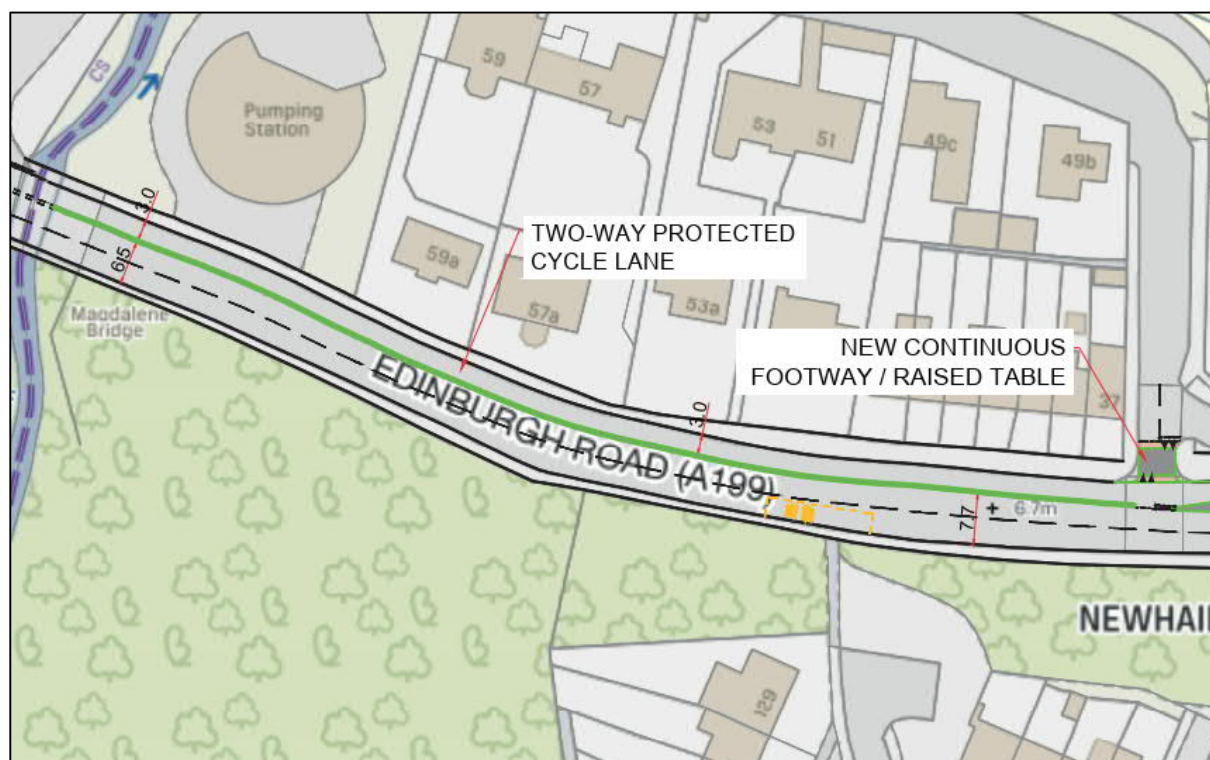 CS
Pumping
Station
59
57
53
51
49c
49b
3.0
6.5
TWO-WAY PROTECTED
CYCLE LANE
59a
57a
53a
Magdalene
Bridge
NEW CONTINUOUS
FOOTWAY / RAISED TABLE
37
3.0
EDINBURGH ROAD (A199)
7.7
6.7m
NEWHAI
129